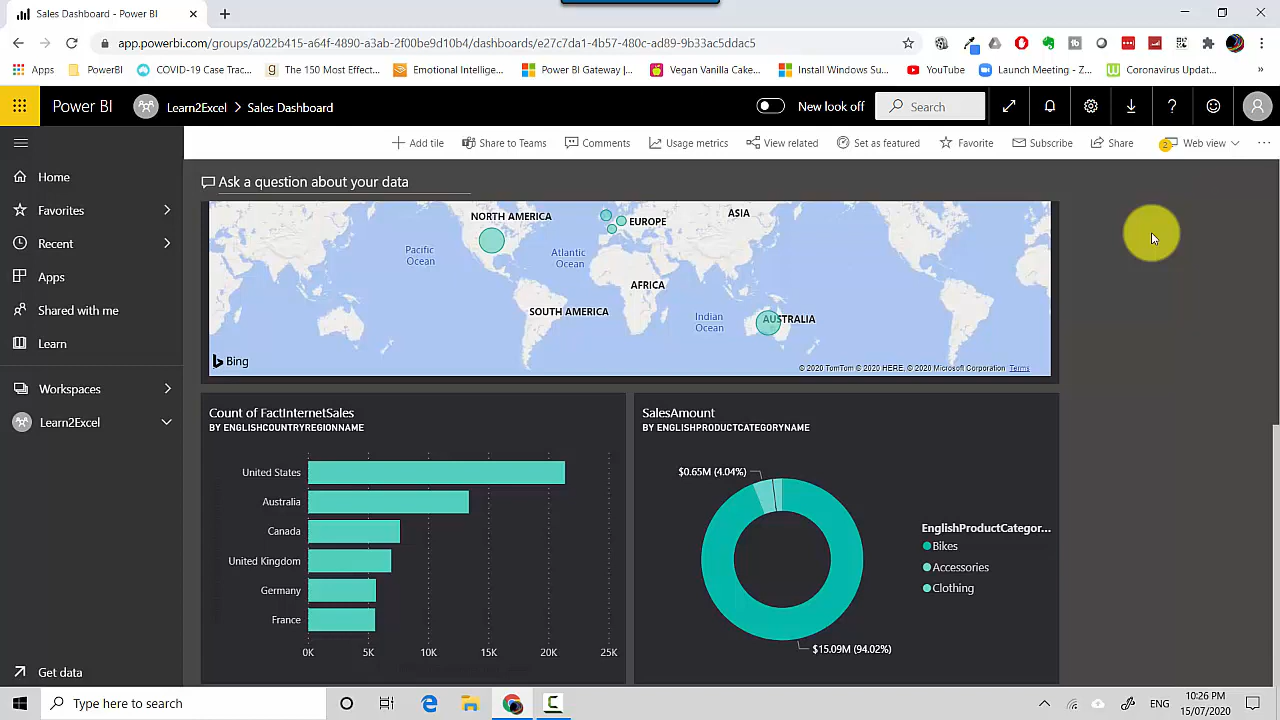 Sales Dashboard - Power BI
app.powerbi.com/groups/a022b415-a64f-4990-a3ab-2f00be9d10b4/dashboards/e27c7da1-4b57-480c-ad89-9b33ac5ddac5
Apps PowerBI COVID-19 Case Trac... The 150 Most Effect... Emotional Intellige... Power BI Gateway |... Vegan Vanilla Cake... Install Windows Su... YouTube Launch Meeting - Z... Coronavirus Updat...
Power BI Learn2Excel > Sales Dashboard New look off Search
Add tile Share to Teams Comments Usage metrics View related Set as featured Favorite Subscribe Share 2 Web view ...
Home
Favorites
Recent
Apps
Shared with me
Learn
Workspaces
Learn2Excel
Get data
Ask a question about your data
NORTH AMERICA
EUROPE
ASIA
Pacific
Ocean
Atlantic
Ocean
AFRICA
SOUTH AMERICA
Indian
Ocean
AUSTRALIA
Bing
© 2020 TomTom © 2020 HERE, © 2020 Microsoft Corporation Terms
Count of FactInternetSales
BY ENGLISHCOUNTRYREGIONNAME
United States
Australia
Canada
United Kingdom
Germany
France
0K 5K 10K 15K 20K 25K
SalesAmount
BY ENGLISHPRODUCTCATEGORYNAME
$0.65M (4.04%)
$15.09M (94.02%)
EnglishProductCategor...
Bikes
Accessories
Clothing
Type here to search
ENG
10:26 PM
15/07/2020